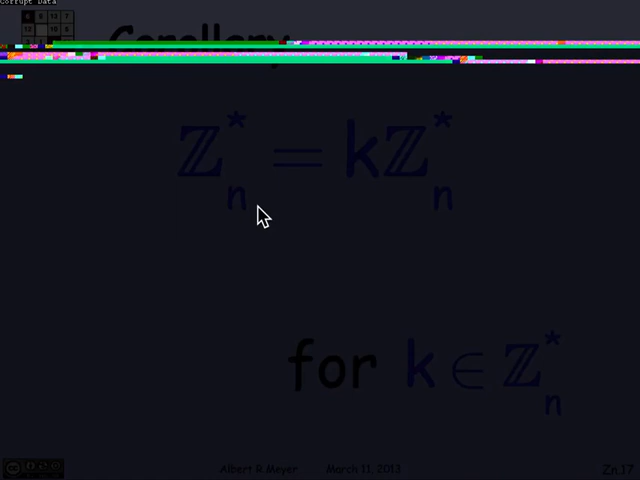 Corrupt Data
Corollary
ℤ*ₙ = kℤ*ₙ
for k ∈ ℤ*ₙ
Albert R Meyer March 11, 2013 Zn.17